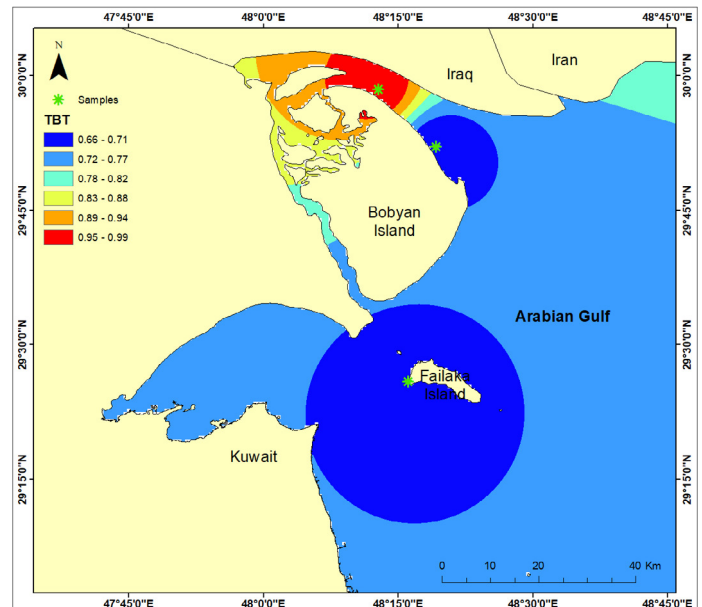 47°45'0"E 48°0'0"E 48°15'0"E 48°30'0"E 48°45'0"E
N
Samples
TBT
0.66 - 0.71
0.72 - 0.77
0.78 - 0.82
0.83 - 0.88
0.89 - 0.94
0.95 - 0.99
Iraq
Iran
Bobyan
Island
Arabian Gulf
Failaka
Island
Kuwait
30°0'0"N
29°45'0"N
29°30'0"N
29°15'0"N
30°0'0"N
29°45'0"N
29°30'0"N
29°15'0"N
0 10 20 40 Km
47°45'0"E 48°0'0"E 48°15'0"E 48°30'0"E 48°45'0"E